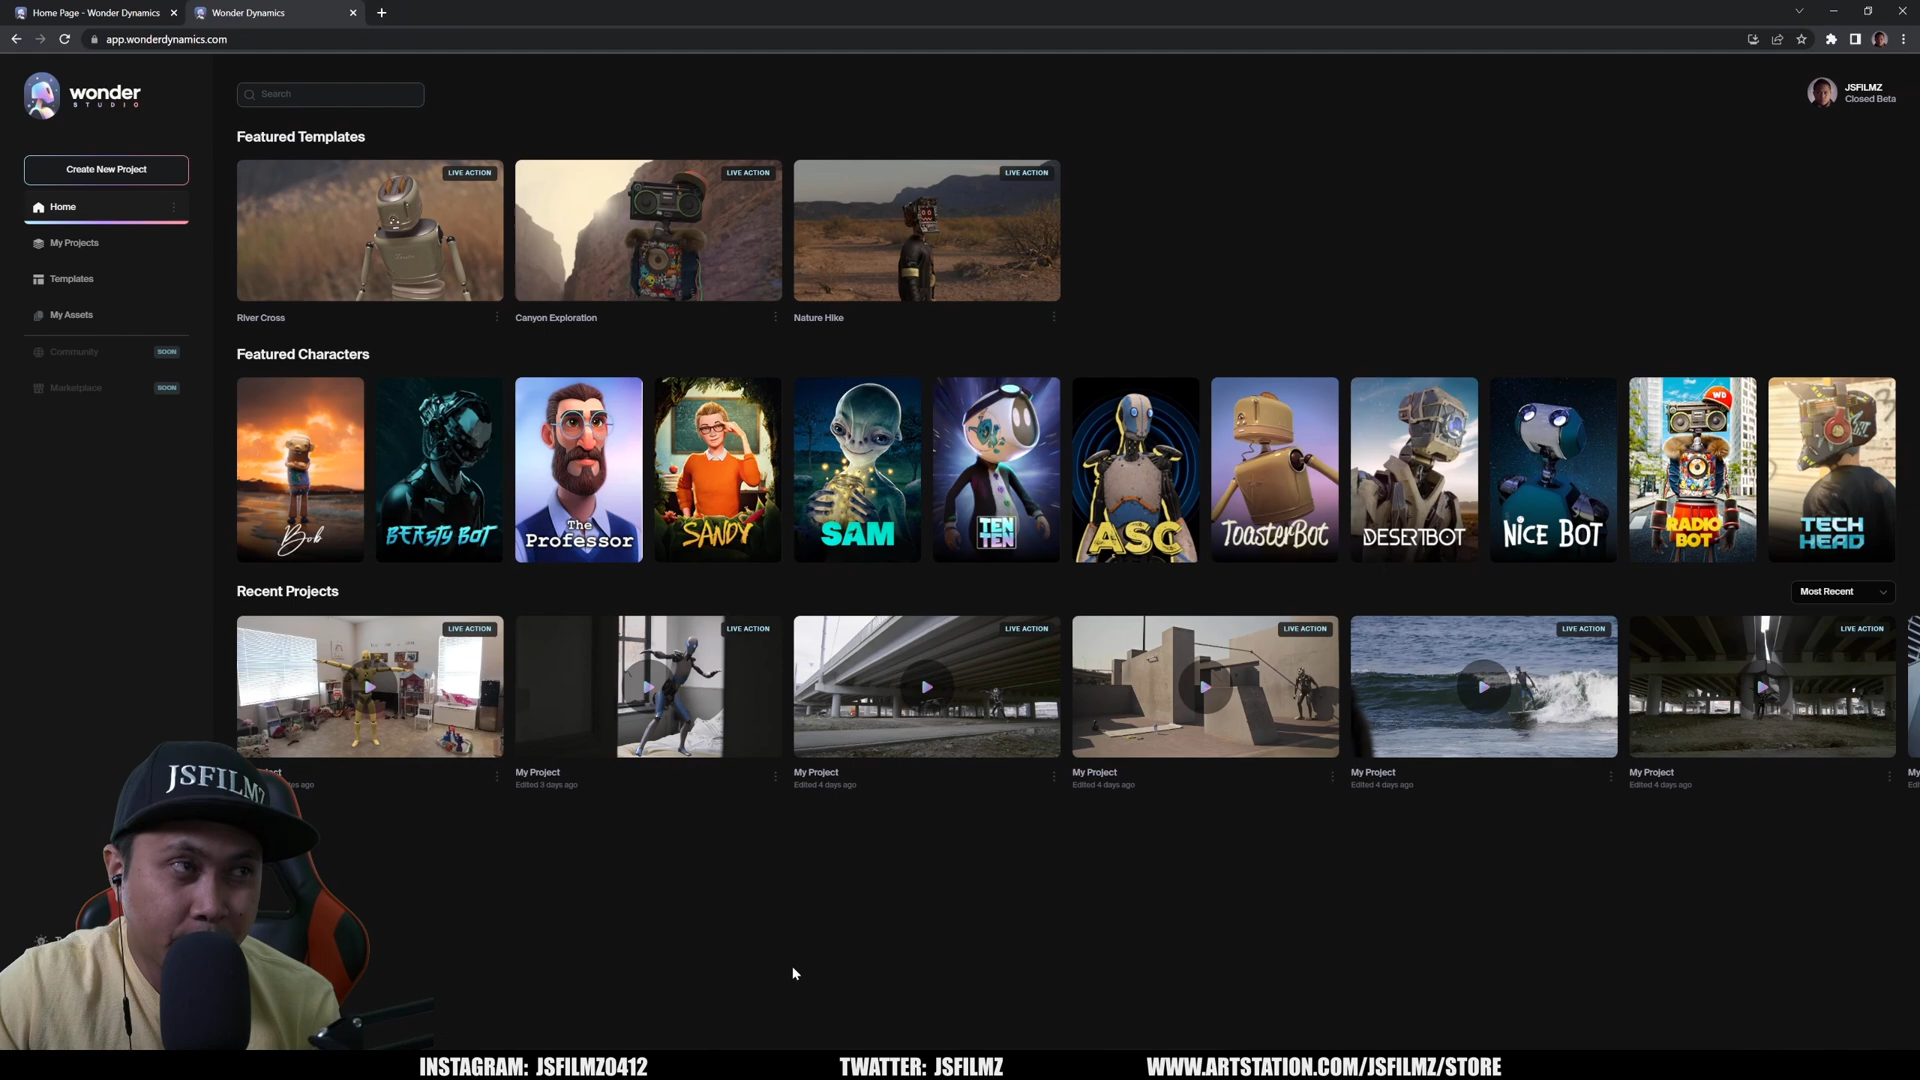 Home Page - Wonder Dynamics
Wonder Dynamics
app.wonderdynamics.com
wonder
STUDIO
Search
JSFILMZ
Closed Beta
Create New Project
Home
My Projects
Templates
My Assets
Community
SOON
Marketplace
SOON
Featured Templates
LIVE ACTION
LIVE ACTION
LIVE ACTION
River Cross
Canyon Exploration
Nature Hike
Featured Characters
Bob
BEASTY BOT
The
Professor
SANDY
SAM
TEN
TEN
ASC
ToasterBot
DESERTBOT
NICE BOT
WD
RADIO
BOT
TECH
HEAD
Recent Projects
Most Recent
LIVE ACTION
LIVE ACTION
LIVE ACTION
LIVE ACTION
LIVE ACTION
LIVE ACTION
My Project
My Project
My Project
My Project
My Project
My
ago
Edited 3 days ago
Edited 4 days ago
Edited 4 days ago
Edited 4 days ago
Edited 4 days ago
JSFILMZ
INSTAGRAM: JSFILMZ0412
TWATTER: JSFILMZ
WWW.ARTSTATION.COM/JSFILMZ/STORE